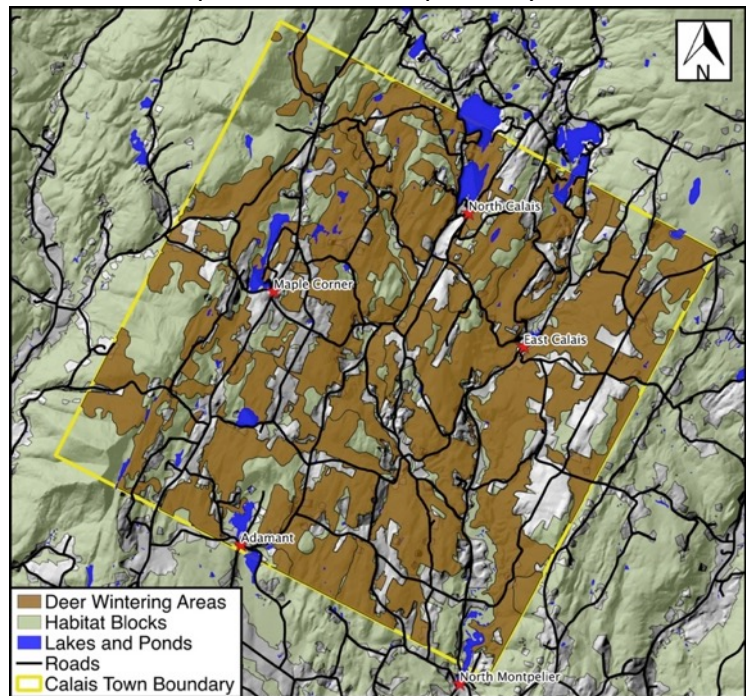 N
North Calais
Maple Corner
East Calais
Adamant
Deer Wintering Areas
Habitat Blocks
Lakes and Ponds
Roads
Calais Town Boundary
North Montpelier